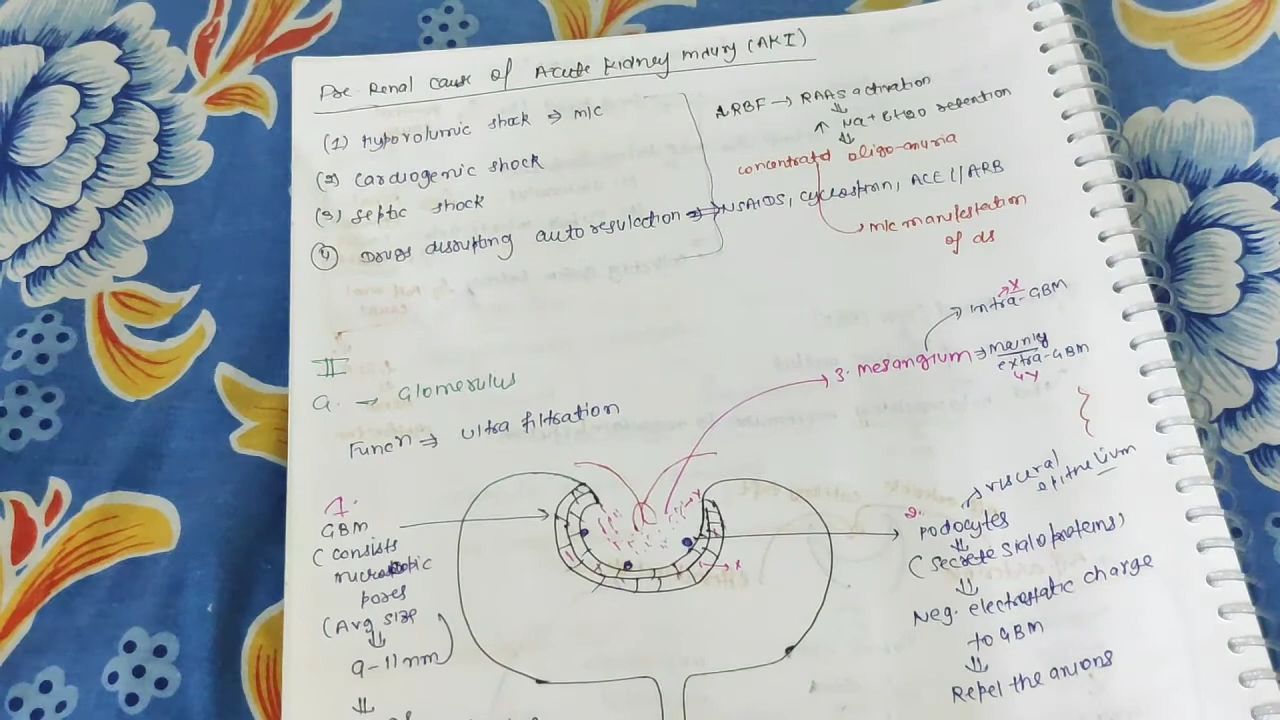 Pre Renal cause of Acute Kidney Injury (AKI)
(1) Hypovolumic shock ⇒ m/c
(2) Cardiogenic shock
(3) Septic shock
(4) Drugs disrupting autoregulation ⇒ NSAIDS, cyclosporin, ACE I/ARB
↓RBF → RAAS activation
⇓
↑ Na+ & H2O retention
⇓
concentrated oligo-anuria
→ m/c manifestation
of ds
II
a. → Glomerulus
Funcn ⇒ Ultra filtration
3. mesangium ⇒ mainly
extra-GBM
↳ Y
→ intra-GBM
X
1.
GBM
(consists
microscopic
pores
(Avg size
⇓
9-11 nm
⇓
Y
X
2.
Podocytes
→ visceral
epithelium
⇓
(secrete sialoproteins)
⇓
Neg. electrostatic charge
to GBM
⇓
Repel the anions